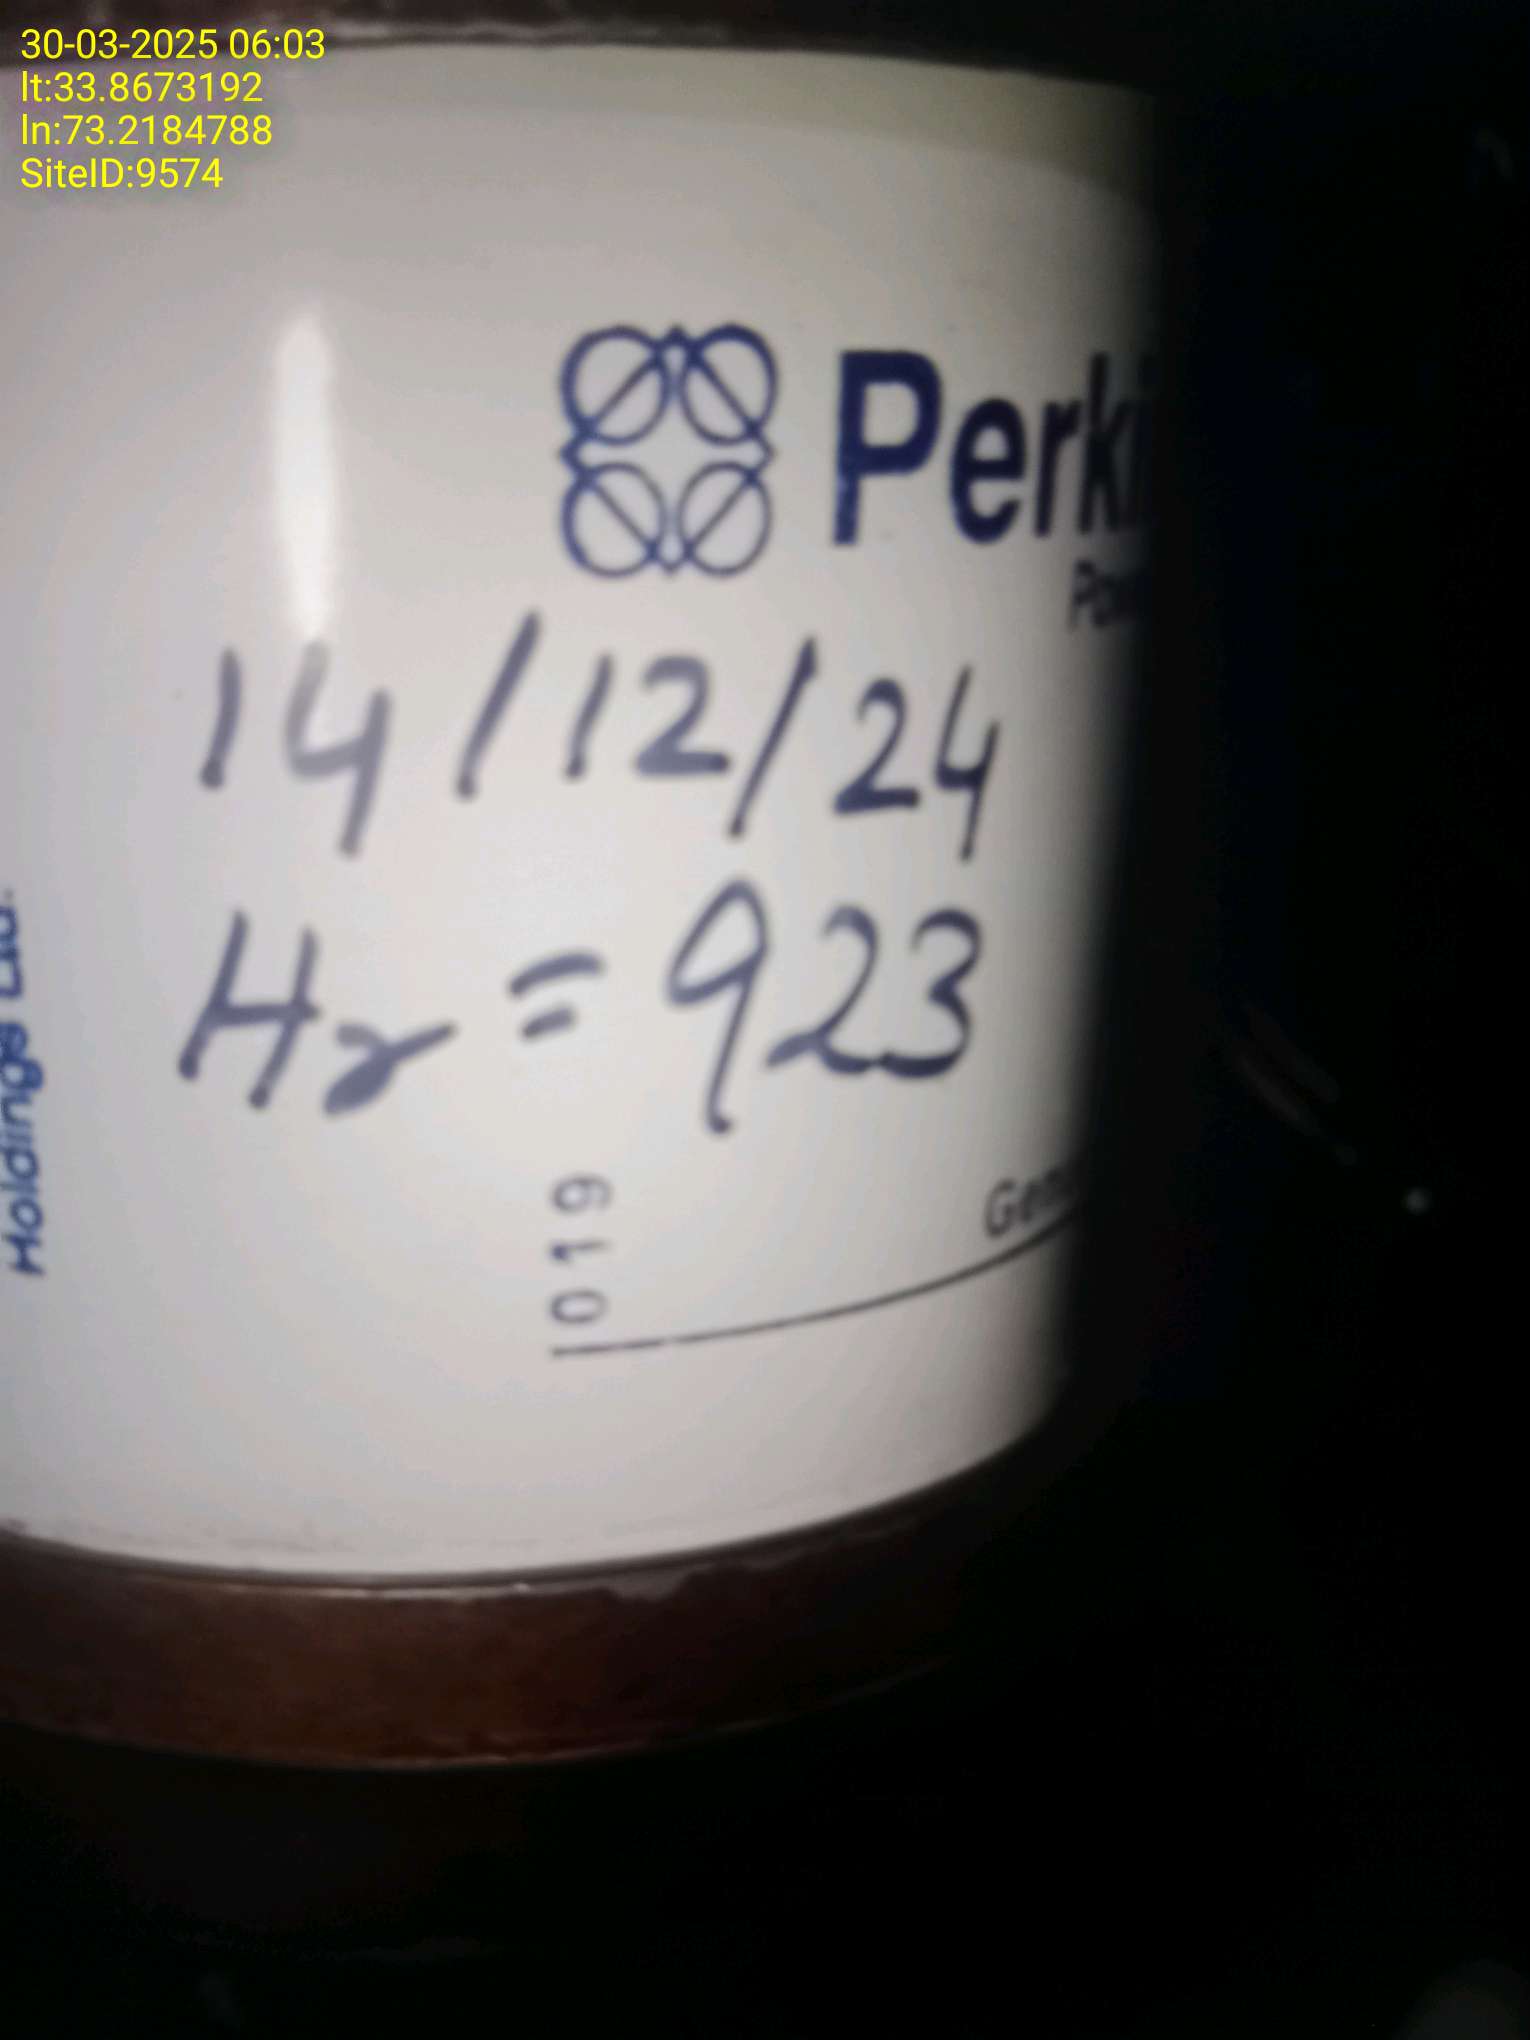 30-03-2025 06:03
lt:33.8673192
ln:73.2184788
SiteID:9574
14/12/24
Hr = 923
019
Holdings Ltd.